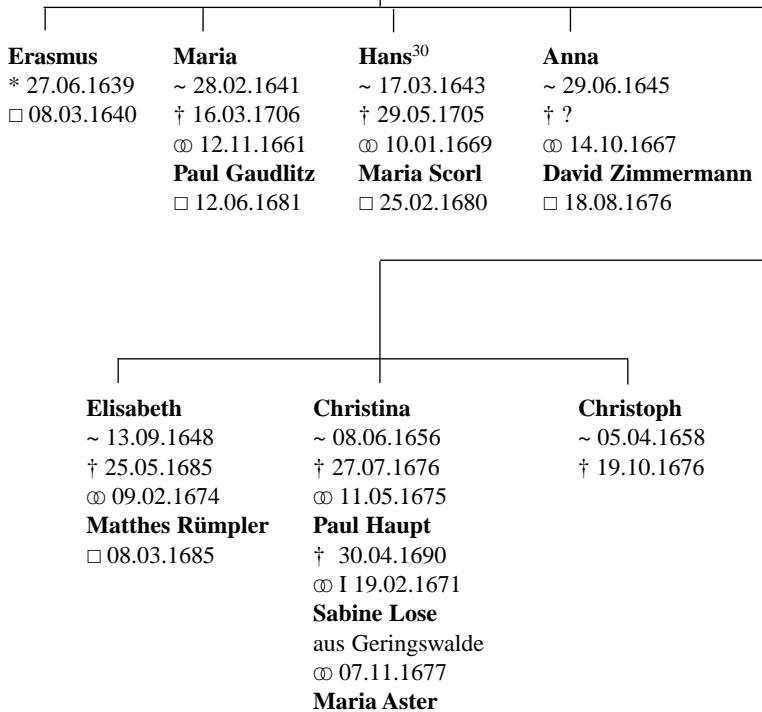 Erasmus
* 27.06.1639
□ 08.03.1640
Maria
~ 28.02.1641
† 16.03.1706
⚭ 12.11.1661
Paul Gaudlitz
□ 12.06.1681
Hans³⁰
~ 17.03.1643
† 29.05.1705
⚭ 10.01.1669
Maria Scorl
□ 25.02.1680
Anna
~ 29.06.1645
† ?
⚭ 14.10.1667
David Zimmermann
□ 18.08.1676
Elisabeth
~ 13.09.1648
† 25.05.1685
⚭ 09.02.1674
Matthes Rümpler
□ 08.03.1685
Christina
~ 08.06.1656
† 27.07.1676
⚭ 11.05.1675
Paul Haupt
† 30.04.1690
⚭ I 19.02.1671
Sabine Lose
aus Geringswalde
⚭ 07.11.1677
Maria Aster
Christoph
~ 05.04.1658
† 19.10.1676